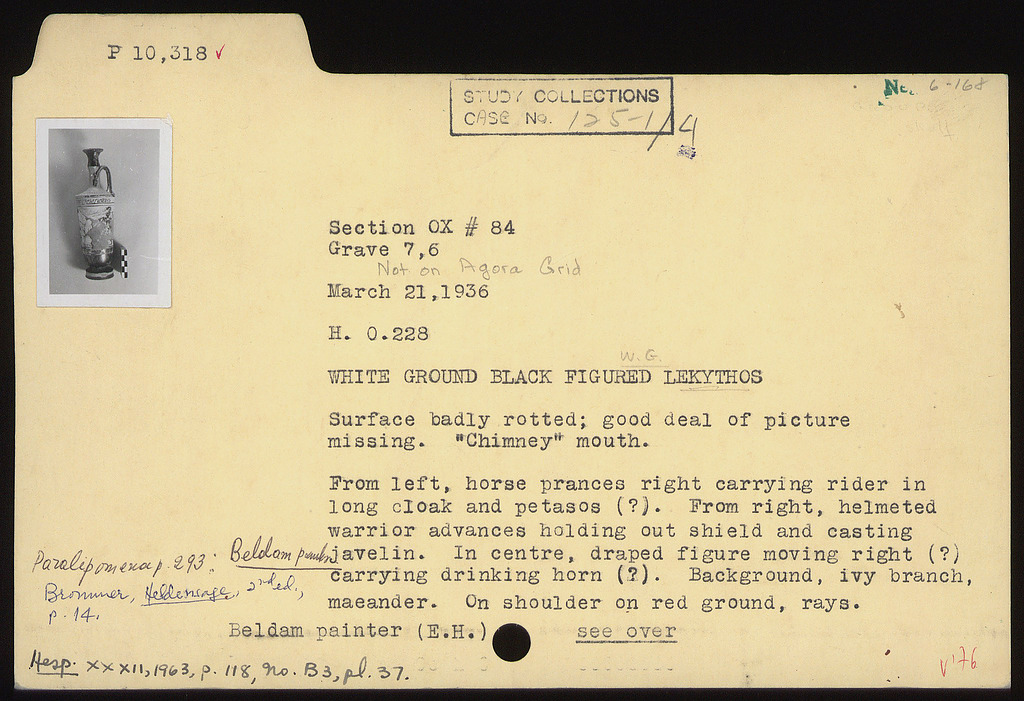 P 10,318 ✓
STUDY COLLECTIONS
CASE No. 125-1/4
No. 6-168
Section OX # 84
Grave 7,6
Not on Agora Grid
March 21,1936
H. 0.228
W.G.
WHITE GROUND BLACK FIGURED LEKYTHOS
Surface badly rotted; good deal of picture
missing. "Chimney" mouth.
From left, horse prances right carrying rider in
long cloak and petasos (?). From right, helmeted
warrior advances holding out shield and casting
javelin. In centre, draped figure moving right (?)
carrying drinking horn (?). Background, ivy branch,
maeander. On shoulder on red ground, rays.
Paralipomena p. 293: Beldam painter
Brommer, 2nd ed.,
p. 14.
Beldam painter (E.H.) see over
Hesp. XXXII, 1963, p. 118, no. B3, pl. 37.
v '76